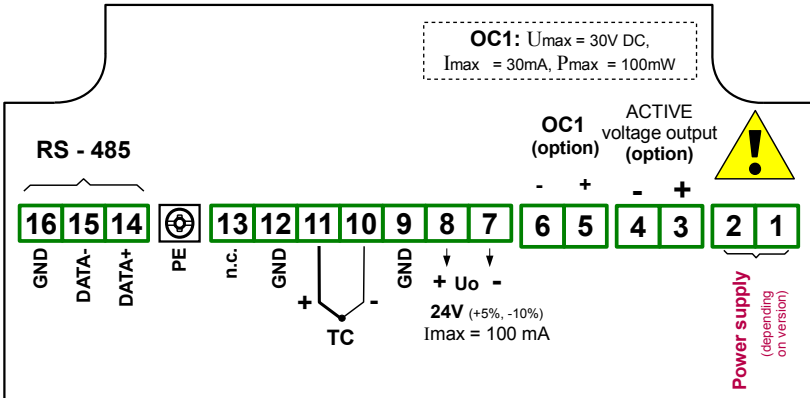 OC1: Umax = 30V DC,
Imax = 30mA, Pmax = 100mW
RS - 485
OC1
(option)
ACTIVE
voltage output
(option)
!
- +
- +
16 15 14
13 12 11 10 9 8 7
6 5
4 3
2 1
GND
DATA-
DATA+
PE
n.c.
GND
GND
+ -
TC
+ Uo -
24V (+5%, -10%)
Imax = 100 mA
Power supply
(depending
on version)